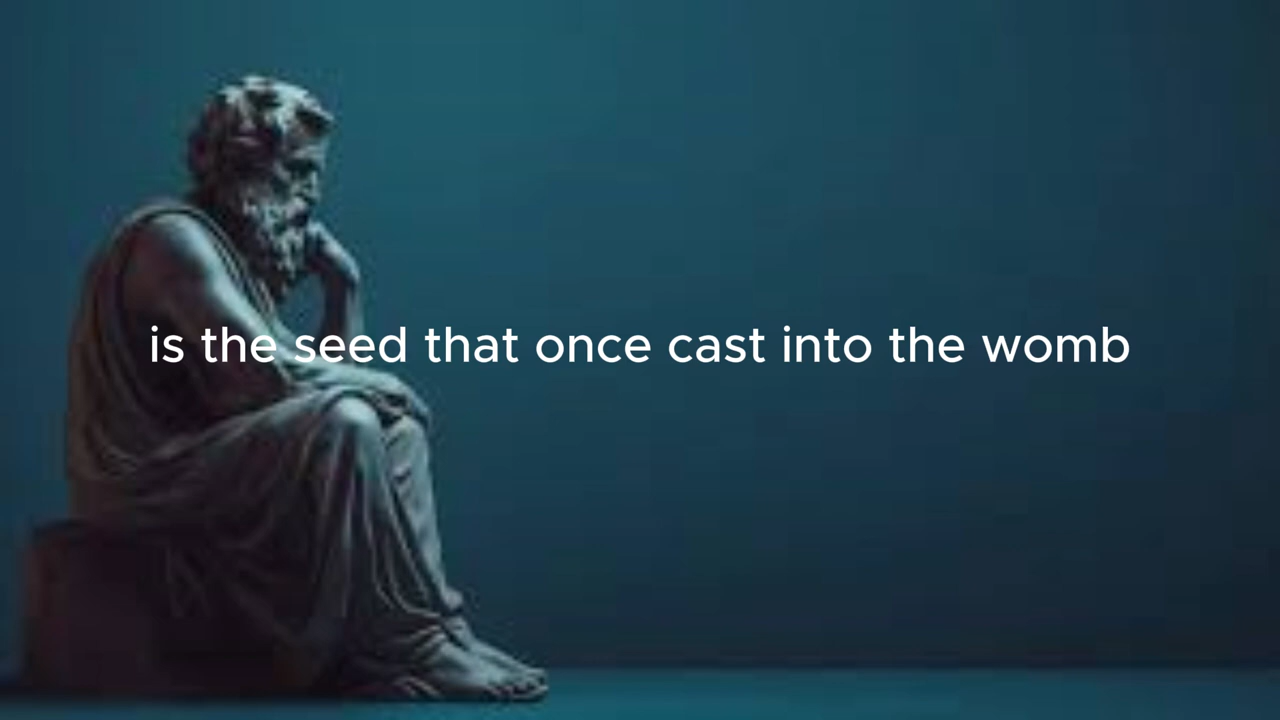 is the seed that once cast into the womb